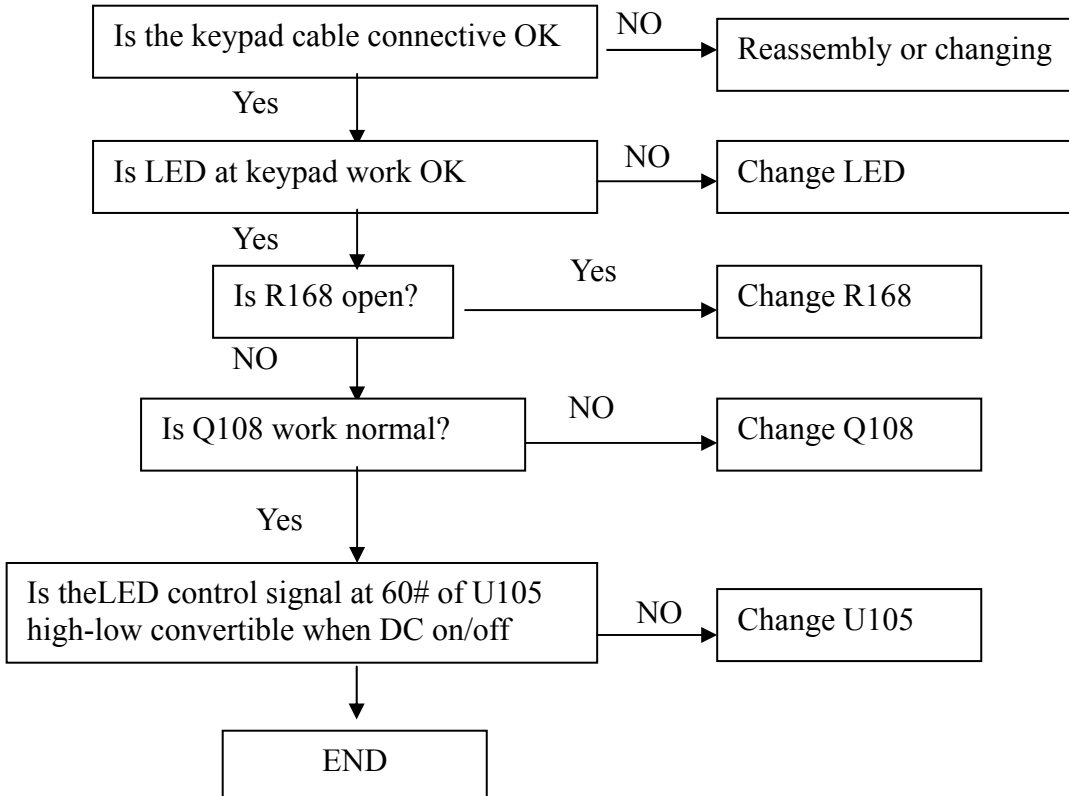 Is the keypad cable connective OK
NO
Reassembly or changing
Yes
Is LED at keypad work OK
NO
Change LED
Yes
Is R168 open?
Yes
Change R168
NO
Is Q108 work normal?
NO
Change Q108
Yes
Is theLED control signal at 60# of U105
high-low convertible when DC on/off
NO
Change U105
END